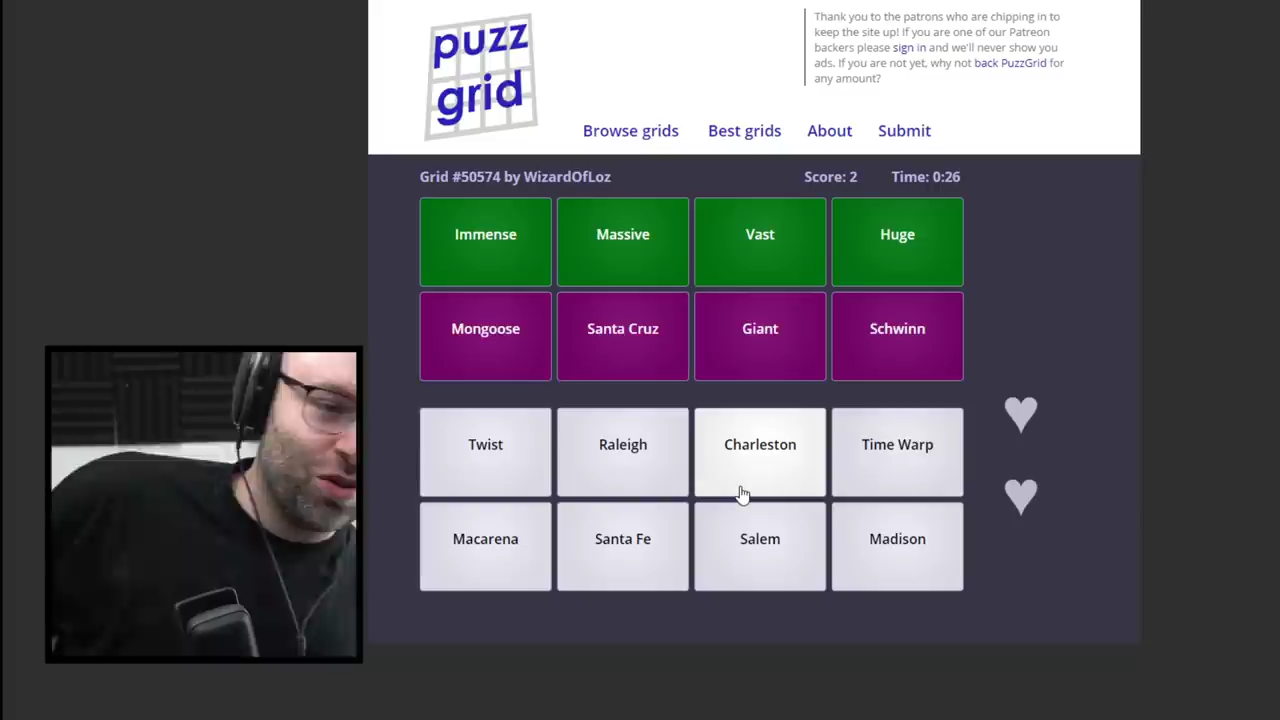 puzz
grid
Thank you to the patrons who are chipping in to
keep the site up! If you are one of our Patreon
backers please sign in and we'll never show you
ads. If you are not yet, why not back PuzzGrid for
any amount?
Browse grids Best grids About Submit
Grid #50574 by WizardOfLoz Score: 2 Time: 0:26
Immense Massive Vast Huge
Mongoose Santa Cruz Giant Schwinn
Twist Raleigh Charleston Time Warp
Macarena Santa Fe Salem Madison